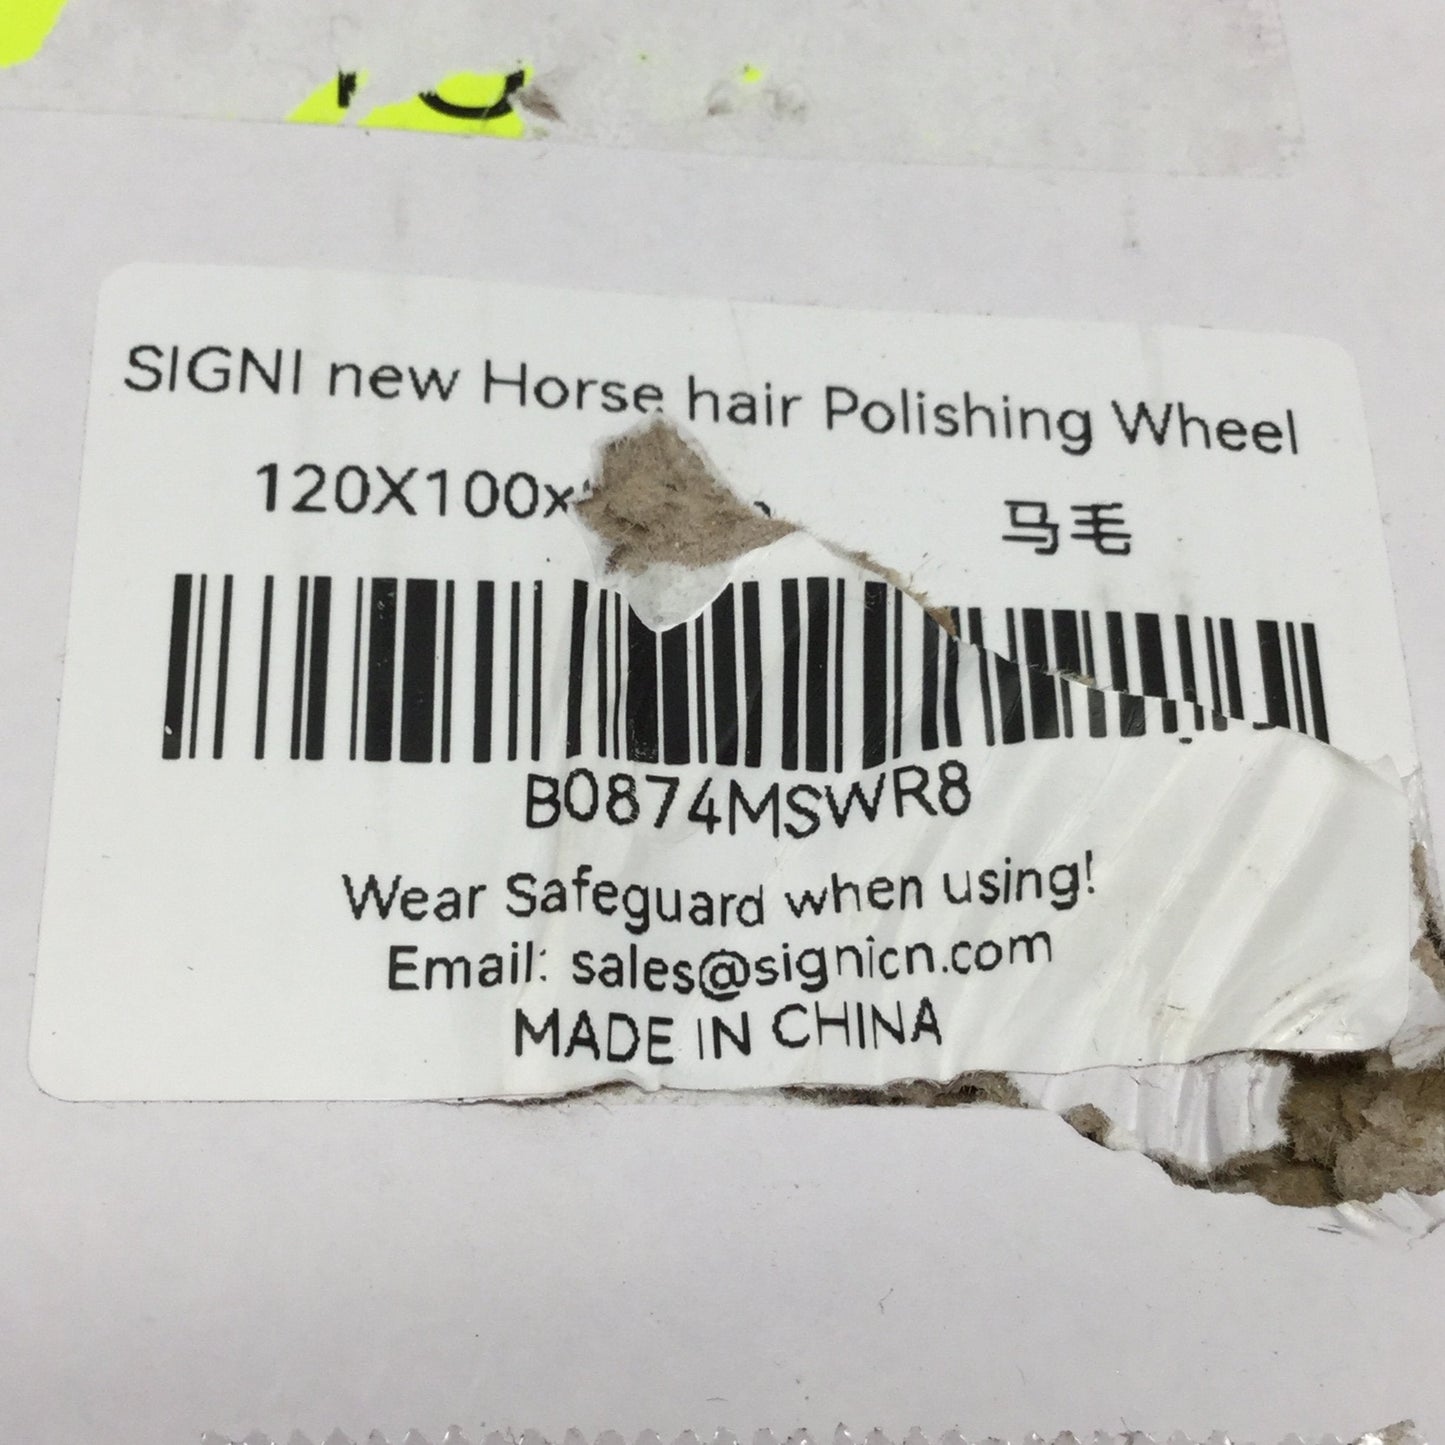 SIGNI new Horse hair Polishing Wheel
120X100x 马毛
B0874MSWR8
Wear Safeguard when using!
Email: sales@signicn.com
MADE IN CHINA